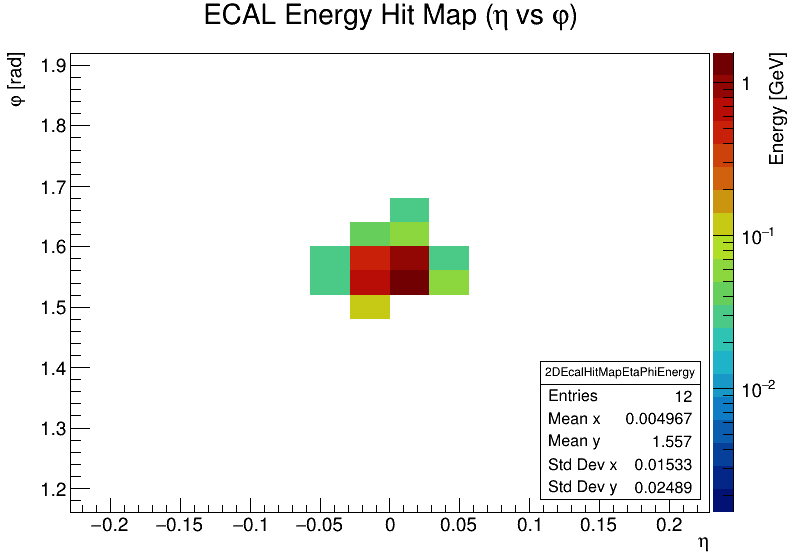 ECAL Energy Hit Map (η vs φ)
φ [rad]
1.9
1.8
1.7
1.6
1.5
1.4
1.3
1.2
−0.2
−0.15
−0.1
−0.05
0
0.05
0.1
0.15
0.2
η
Energy [GeV]
1
10−1
10−2
2DEcalHitMapEtaPhiEnergy
Entries 12
Mean x 0.004967
Mean y 1.557
Std Dev x 0.01533
Std Dev y 0.02489